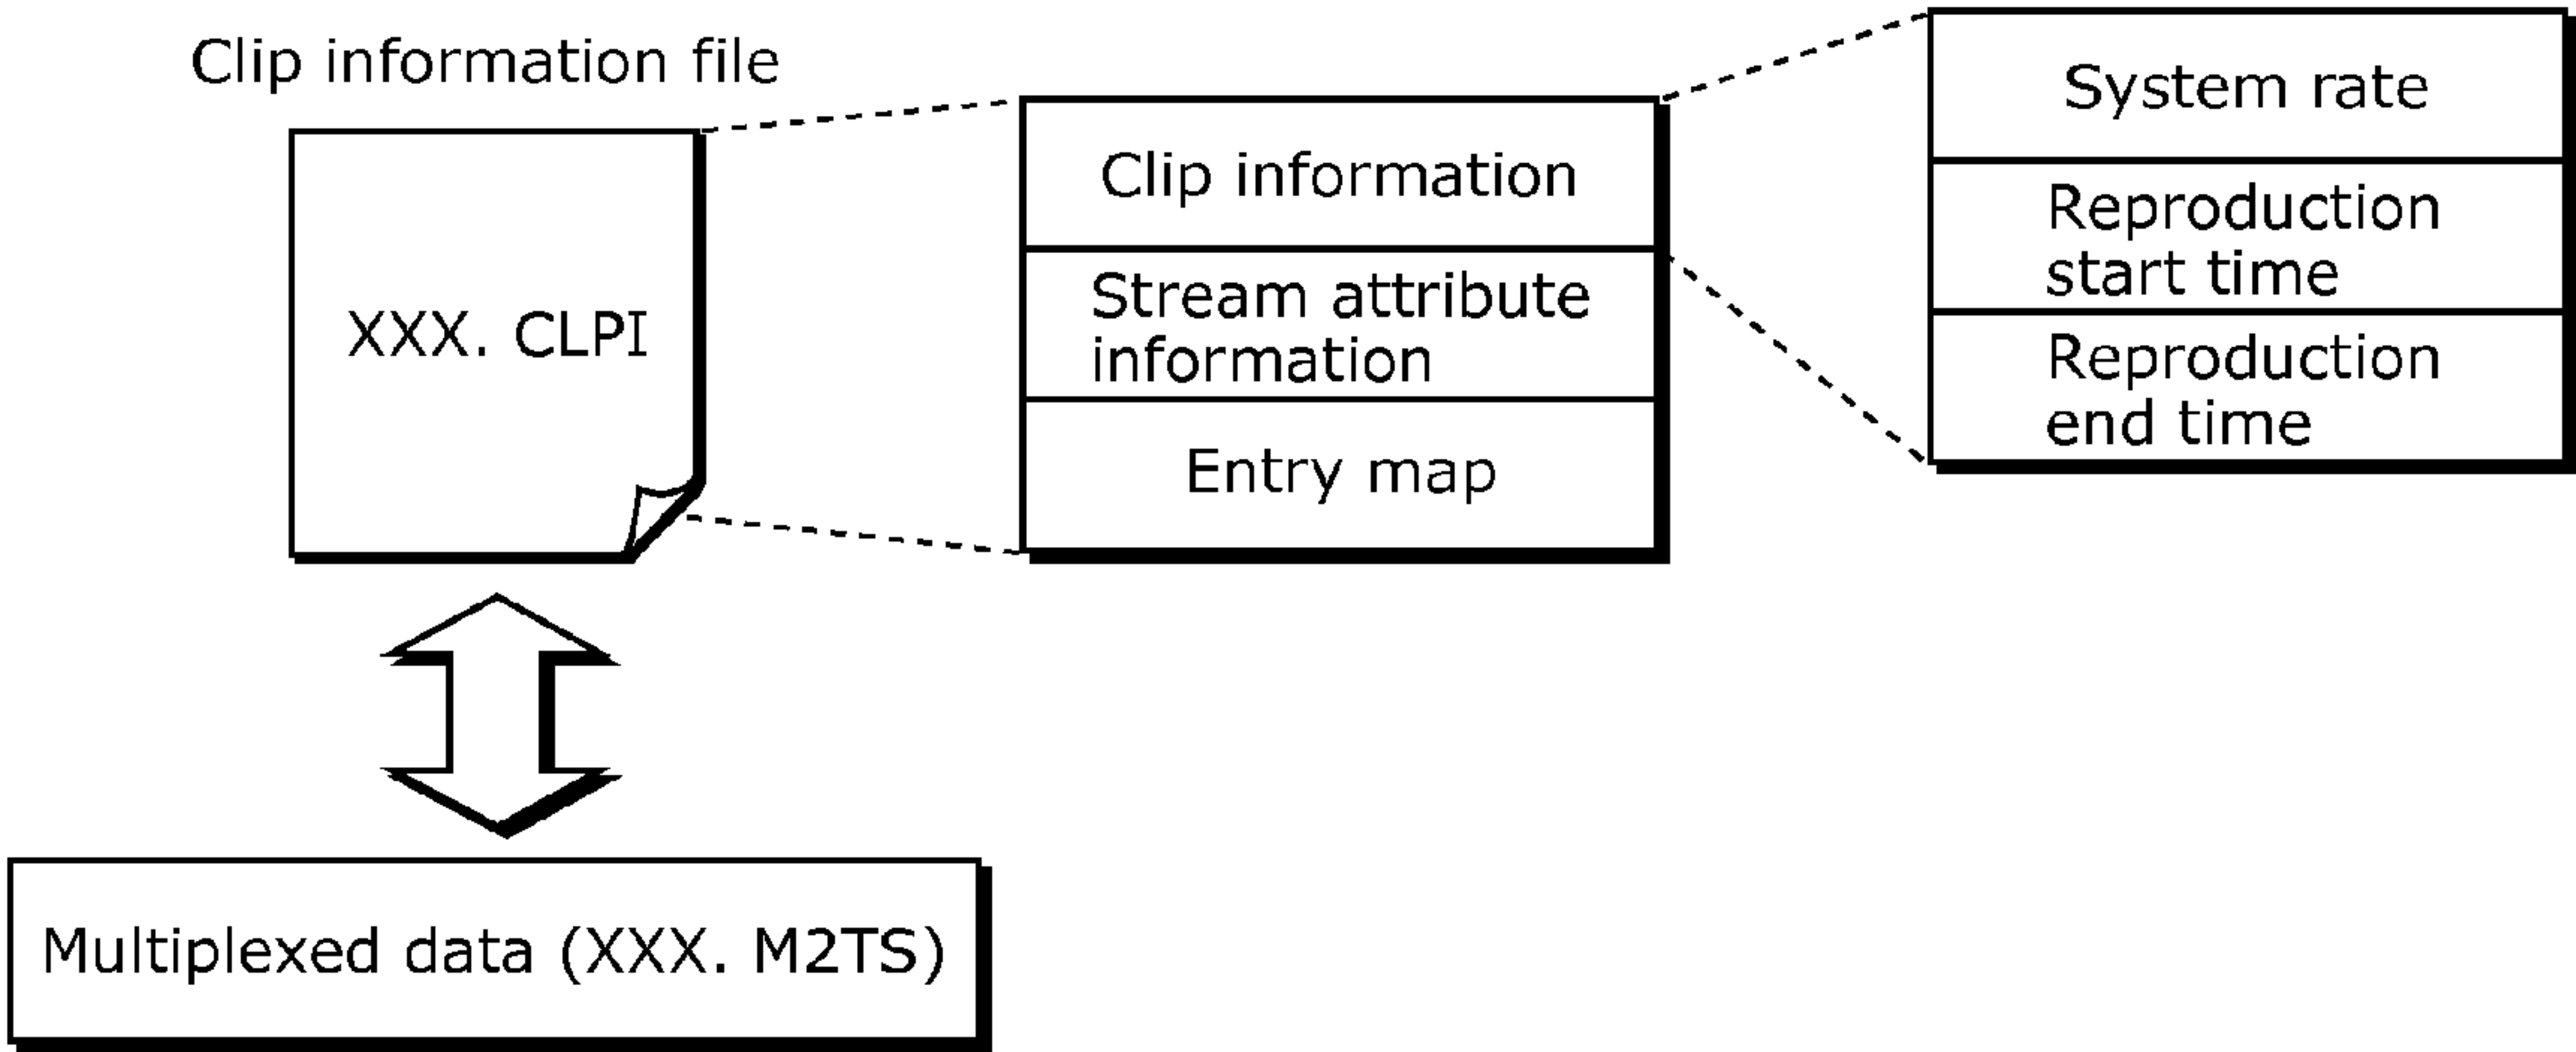 Clip information file
XXX. CLPI
Clip information
Stream attribute
information
Entry map
System rate
Reproduction
start time
Reproduction
end time
Multiplexed data (XXX. M2TS)